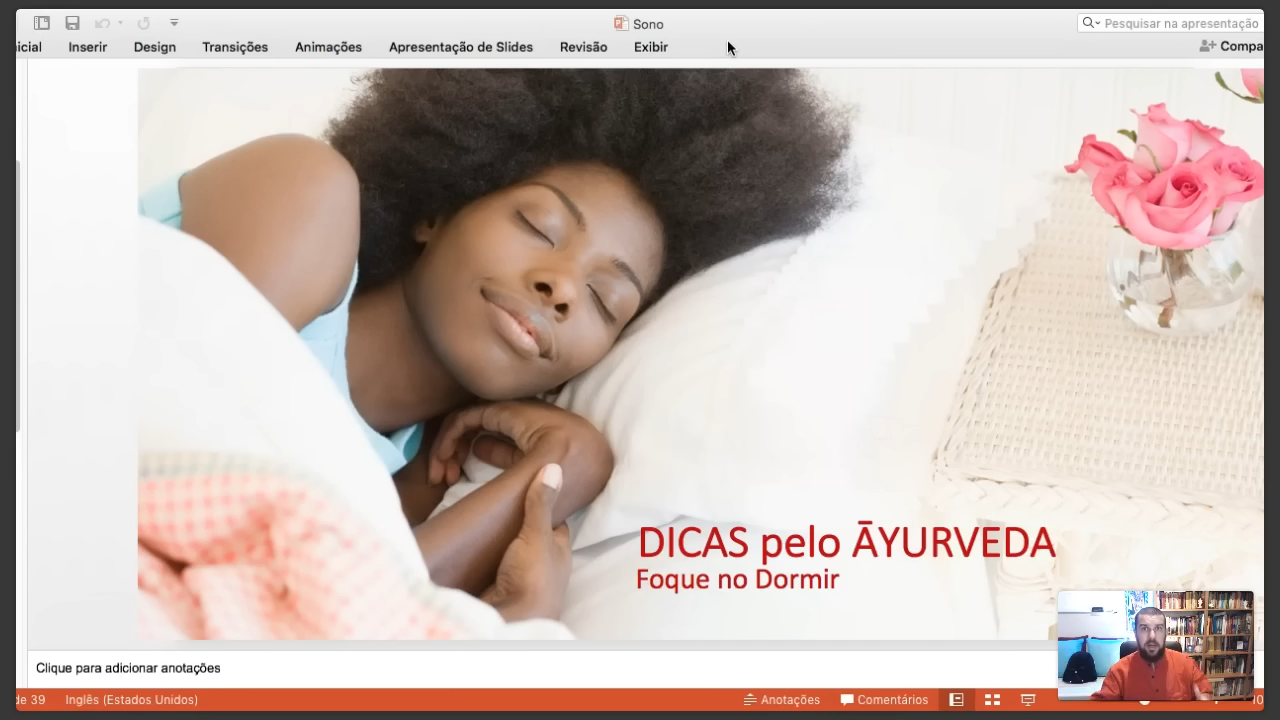 Sono
Pesquisar na apresentação
icial Inserir Design Transições Animações Apresentação de Slides Revisão Exibir Compa
DICAS pelo ĀYURVEDA
Foque no Dormir
Clique para adicionar anotações
de 39 Inglês (Estados Unidos) Anotações Comentários